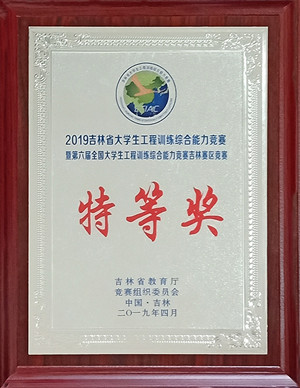 2019吉林省大学生工程训练综合能力竞赛
暨第六届全国大学生工程训练综合能力竞赛吉林赛区竞赛
特等奖
吉林省教育厅
竞赛组织委员会
中国·吉林
二〇一九年四月